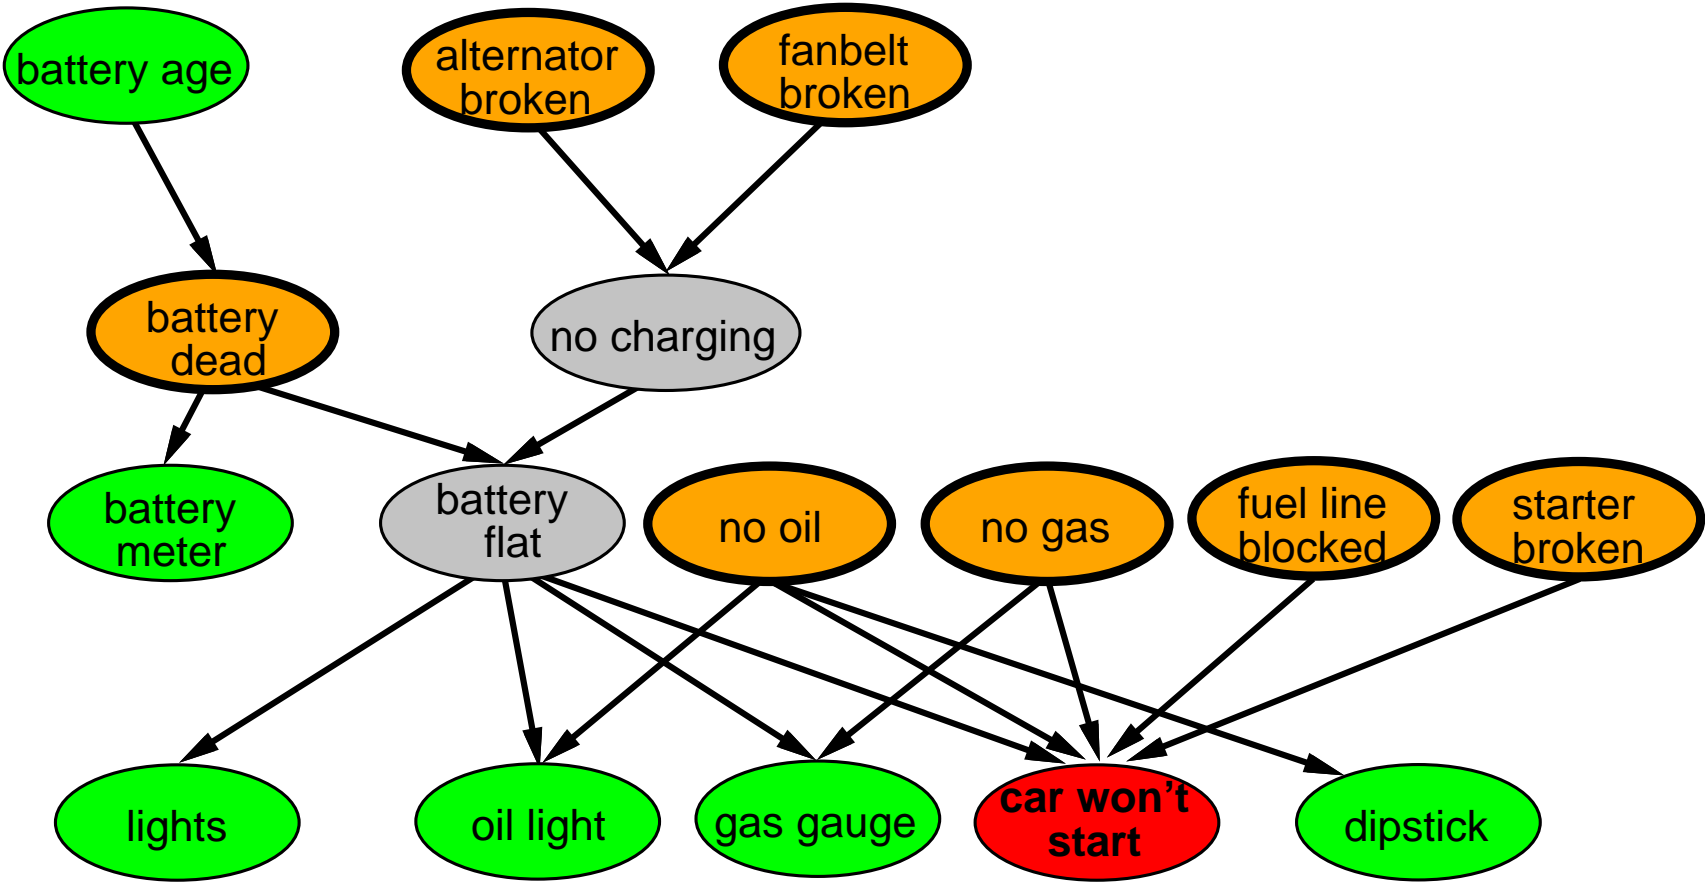 battery age
alternator
broken
fanbelt
broken
battery
dead
no charging
battery
meter
battery
flat
no oil
no gas
fuel line
blocked
starter
broken
lights
oil light
gas gauge
car won’t
start
dipstick